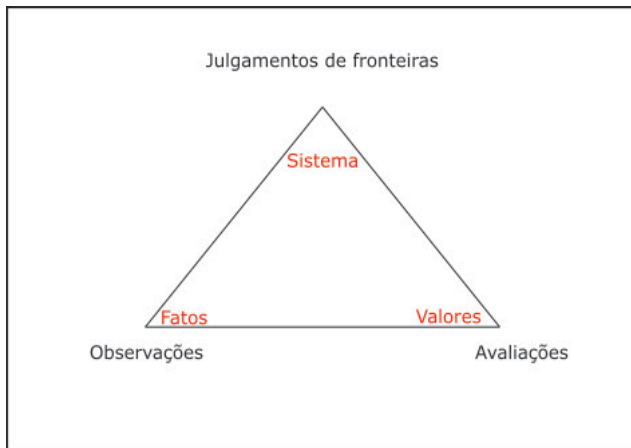 Julgamentos de fronteiras
Sistema
Fatos
Valores
Observações
Avaliações